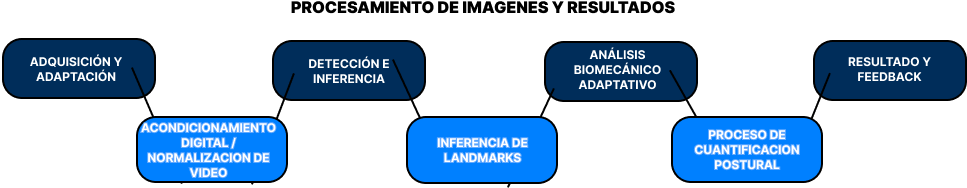 PROCESAMIENTO DE IMAGENES Y RESULTADOS
ADQUISICIÓN Y
ADAPTACIÓN
ACONDICIONAMIENTO
DIGITAL /
NORMALIZACION DE
VIDEO
DETECCIÓN E
INFERENCIA
INFERENCIA DE
LANDMARKS
ANÁLISIS
BIOMECÁNICO
ADAPTATIVO
PROCESO DE
CUANTIFICACION
POSTURAL
RESULTADO Y
FEEDBACK